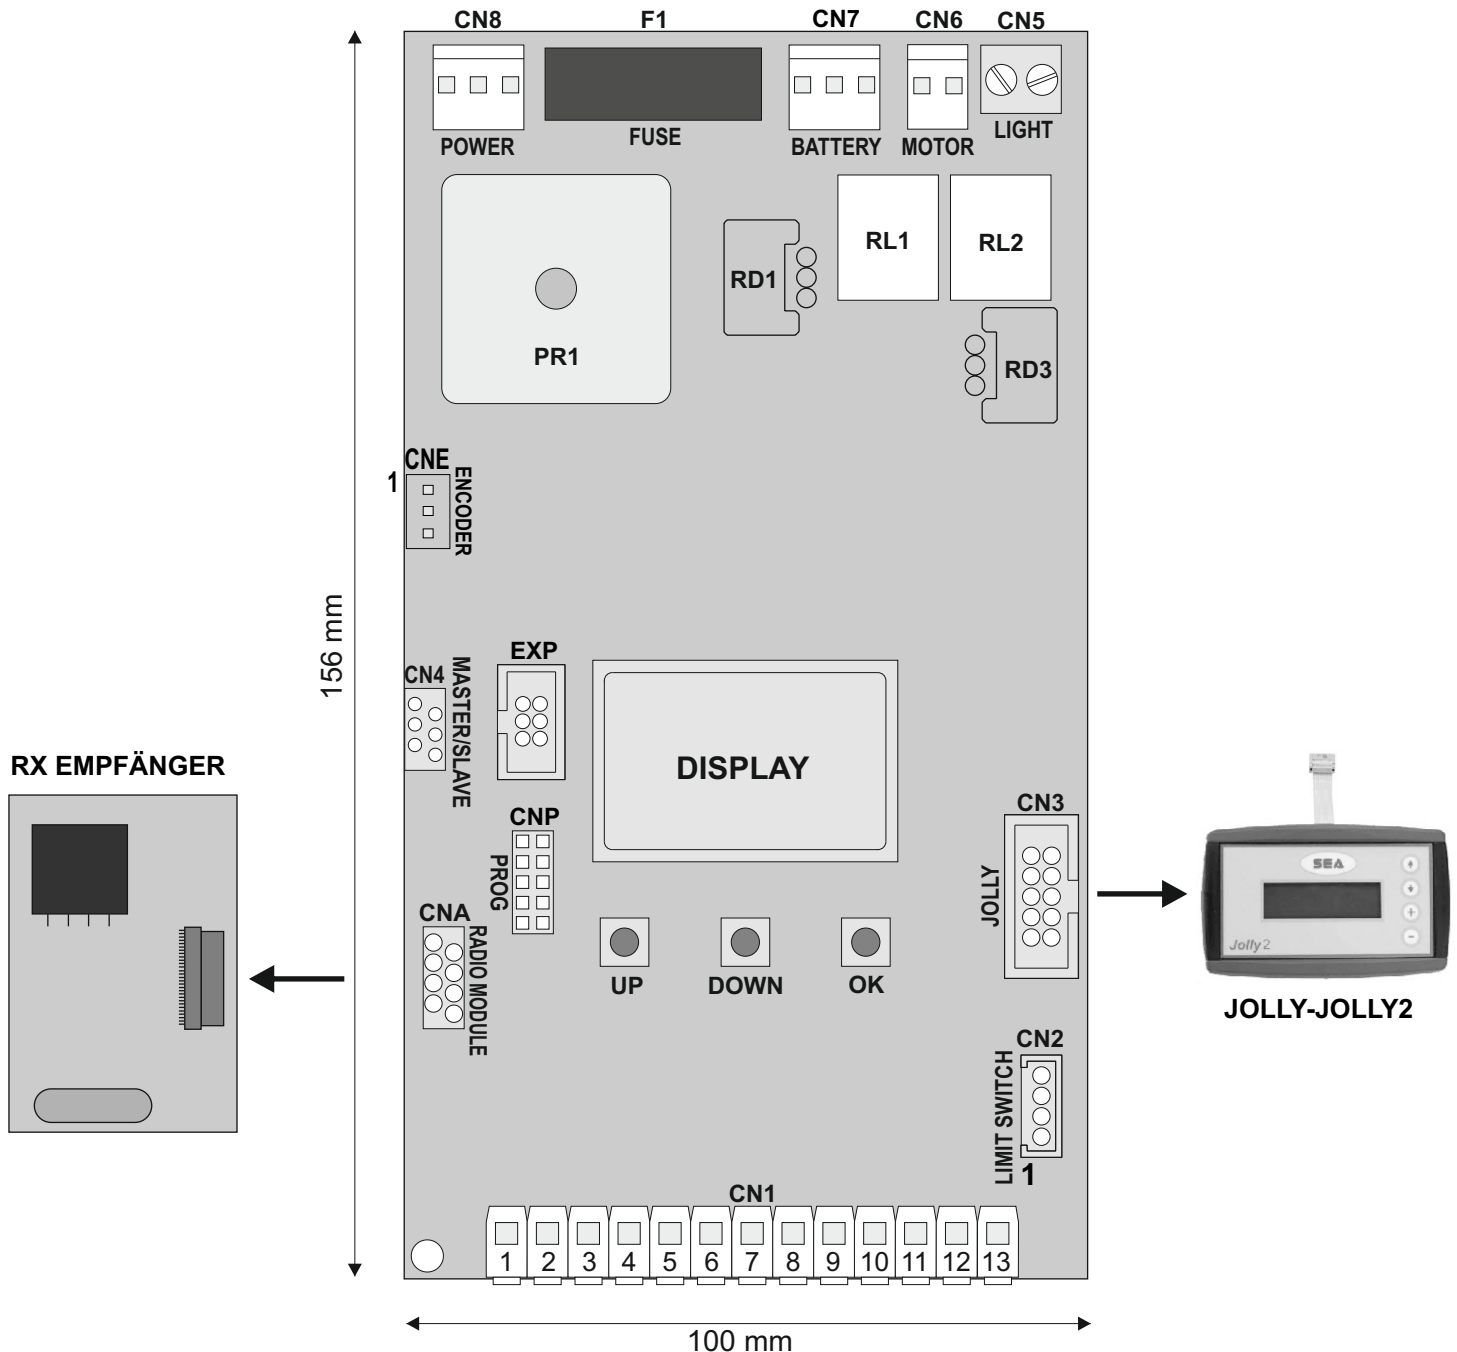 CN8
F1
CN7
CN6
CN5
POWER
FUSE
BATTERY
MOTOR
LIGHT
RL1
RL2
RD1
PR1
RD3
CNE
1
ENCODER
156 mm
EXP
CN4
MASTER/SLAVE
DISPLAY
RX EMPFÄNGER
CNP
PROG
CN3
JOLLY
SEA
Jolly2
JOLLY-JOLLY2
CNA
RADIO MODULE
UP
DOWN
OK
CN2
LIMIT SWITCH
1
CN1
1 2 3 4 5 6 7 8 9 10 11 12 13
100 mm